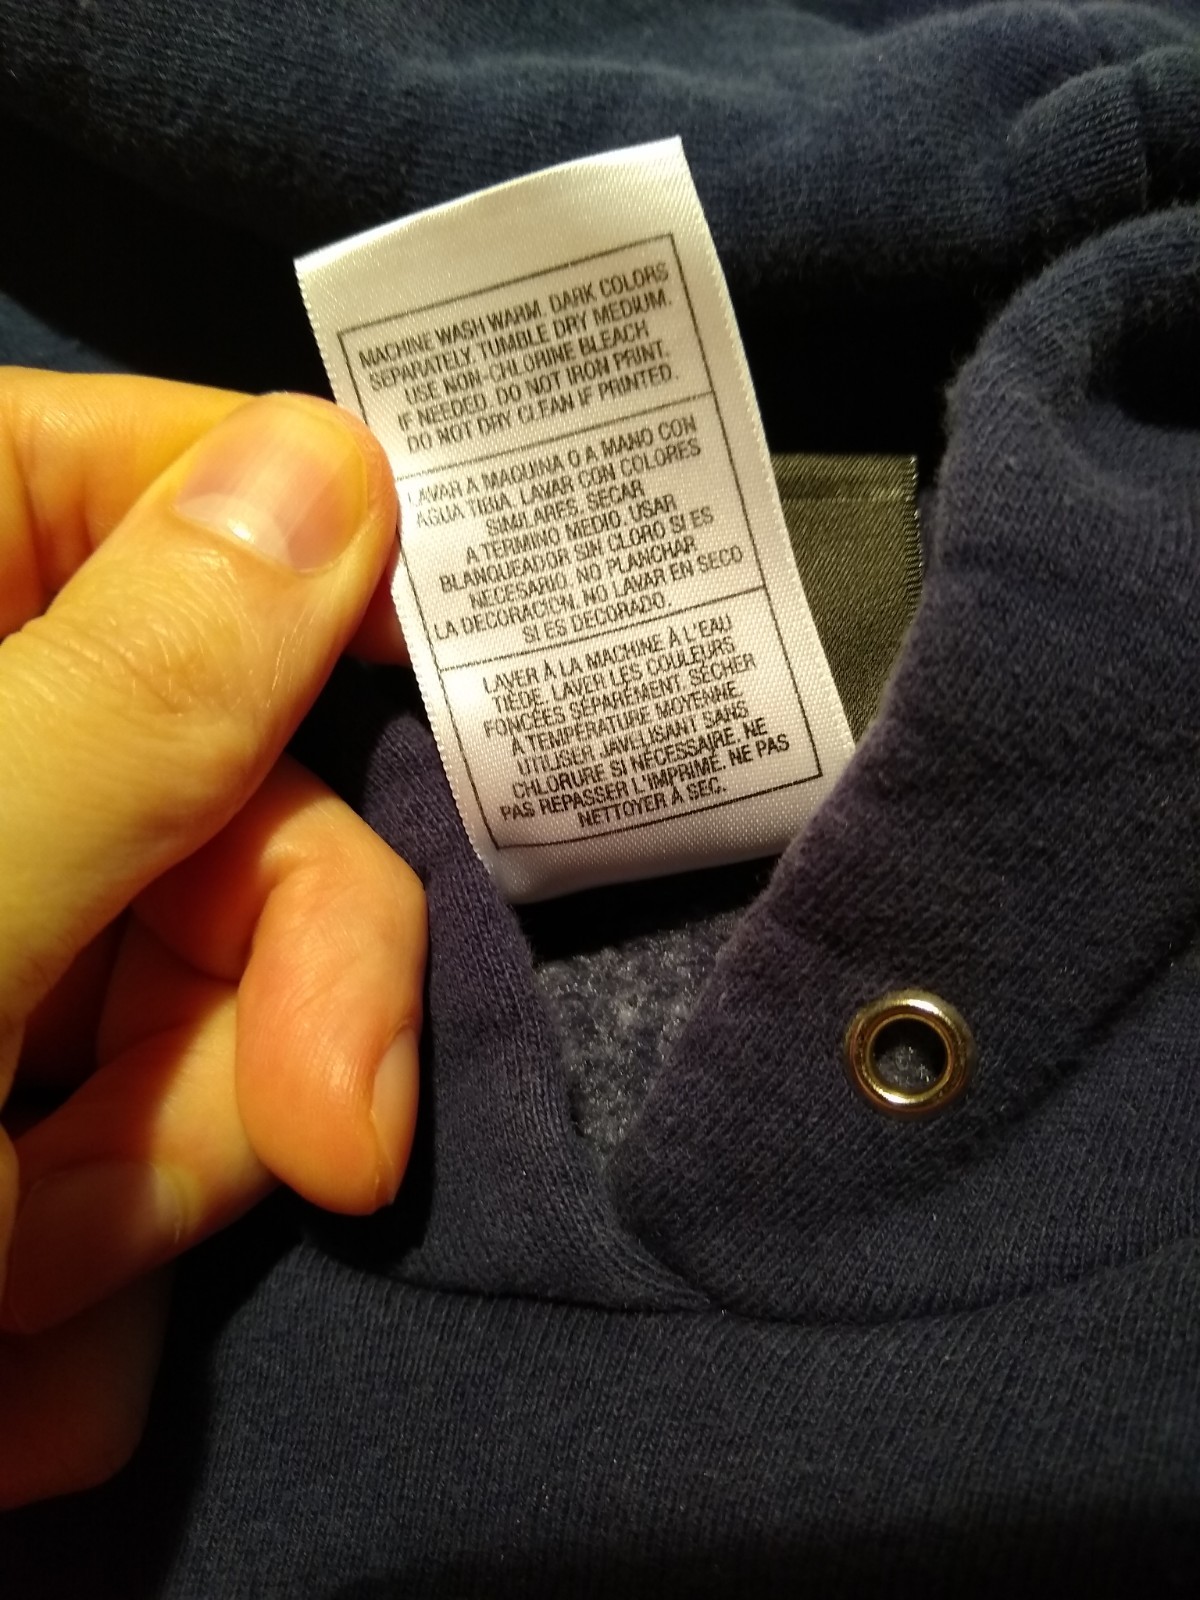 MACHINE WASH WARM. DARK COLORS
SEPARATELY. TUMBLE DRY MEDIUM.
USE NON-CHLORINE BLEACH
IF NEEDED. DO NOT IRON PRINT.
DO NOT DRY CLEAN IF PRINTED.
LAVAR A MAQUINA O A MANO CON
AGUA TIBIA. LAVAR CON COLORES
SIMILARES. SECAR
A TERMINO MEDIO. USAR
BLANQUEADOR SIN CLORO SI ES
NECESARIO. NO PLANCHAR
LA DECORACION. NO LAVAR EN SECO
SI ES DECORADO.
LAVER À LA MACHINE À L'EAU
TIÈDE. LAVER LES COULEURS
FONCÉES SÉPARÉMENT. SÉCHER
À TEMPÉRATURE MOYENNE.
UTILISER JAVELISANT SANS
CHLORURE SI NÉCESSAIRE. NE
PAS REPASSER L'IMPRIMÉ. NE PAS
NETTOYER À SEC.